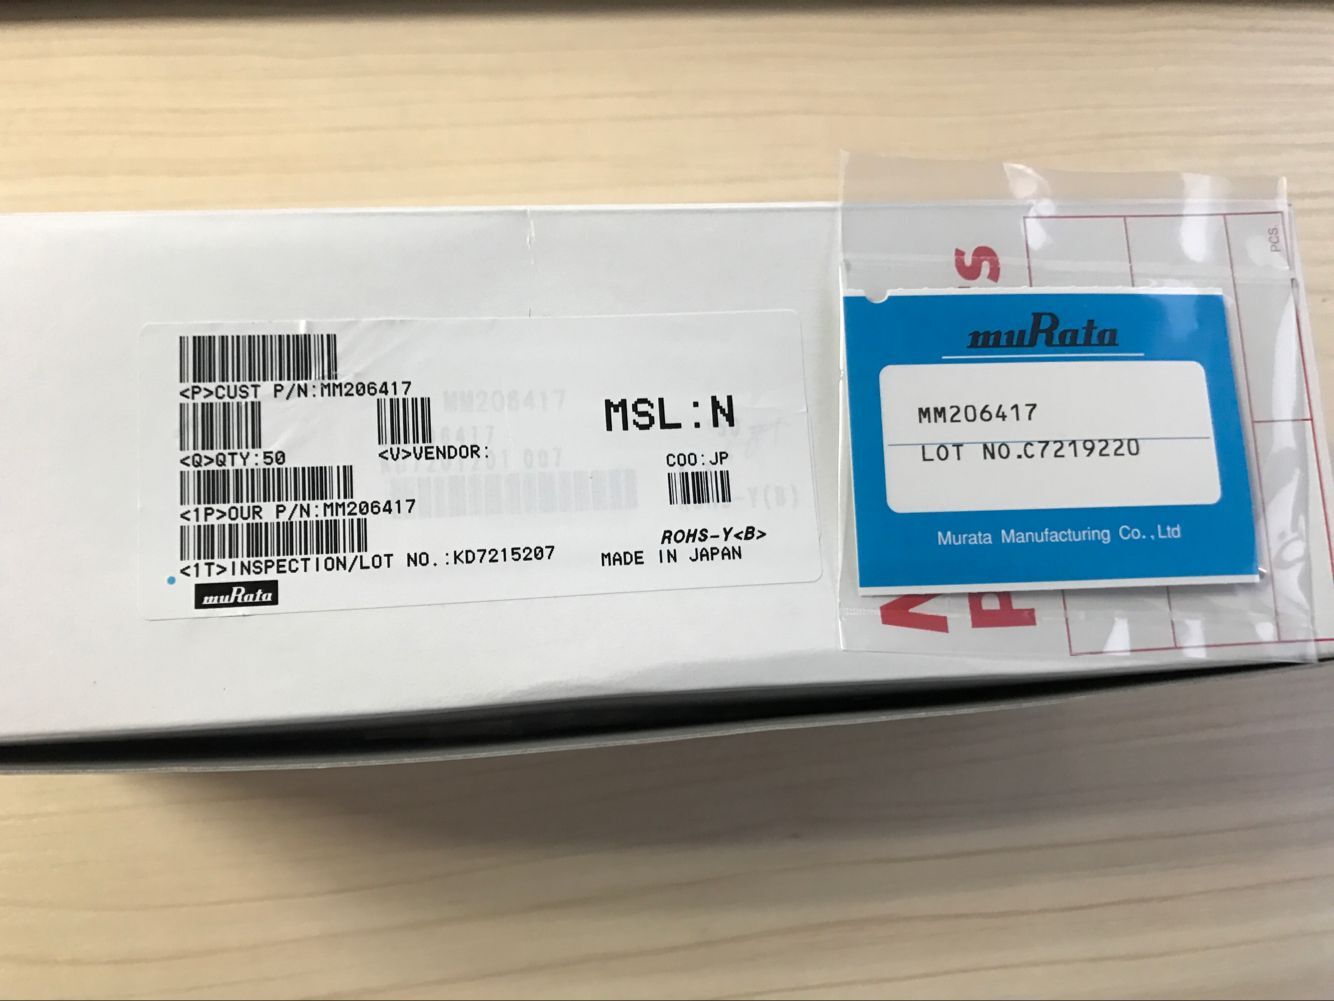 <P>CUST P/N:MM206417
<Q>QTY:50
<V>VENDOR:
<1P>OUR P/N:MM206417
<1T>INSPECTION/LOT NO.:KD7215207
muRata
MSL:N
COO:JP
ROHS-Y<B>
MADE IN JAPAN
MM206417
muRata
MM206417
LOT NO.C7219220
Murata Manufacturing Co.,Ltd
PCS.